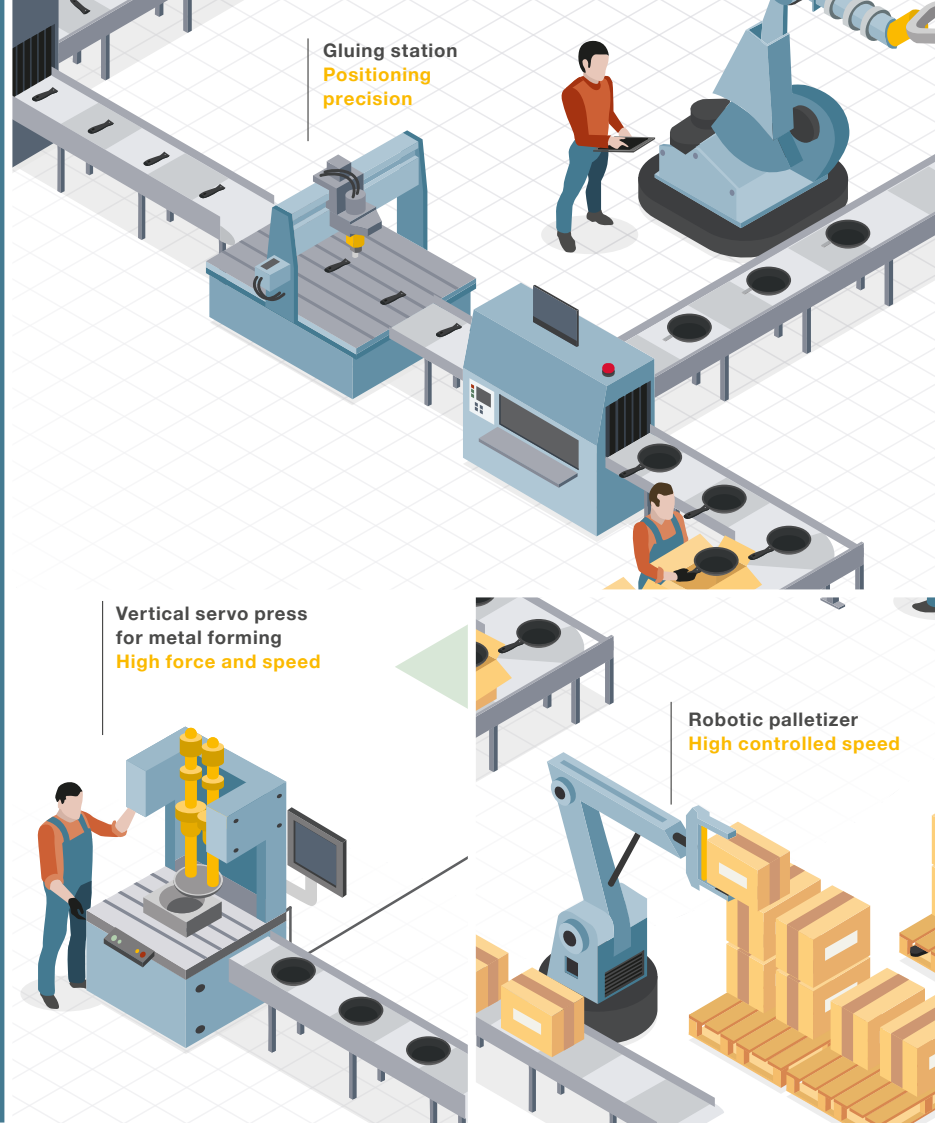 Gluing station
Positioning
precision
Vertical servo press
for metal forming
High force and speed
Robotic palletizer
High controlled speed